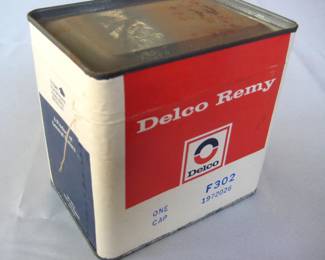 Delco Remy
Delco
F302
1972026
ONE
CAP